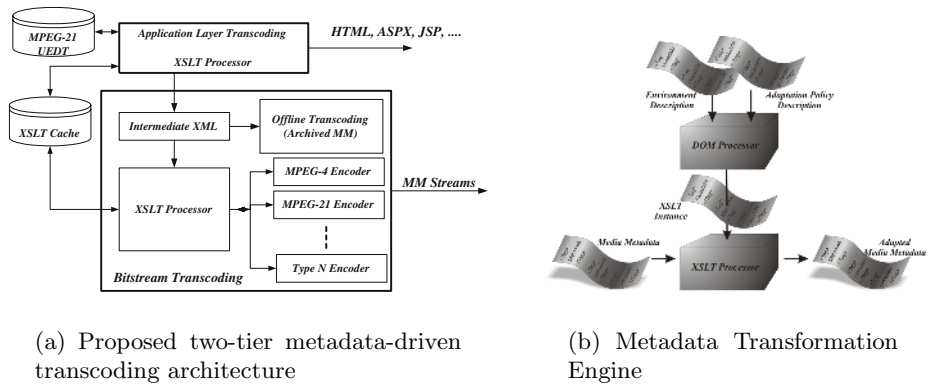 MPEG-21
UEDT
Application Layer Transcoding
XSLT Processor
HTML, ASPX, JSP, ....
XSLT Cache
Intermediate XML
Offline Transcoding
(Archived MM)
XSLT Processor
MPEG-4 Encoder
MPEG-21 Encoder
Type N Encoder
Bitstream Transcoding
MM Streams
Environment
Description
Adaptation Policy
Description
DOM Processor
XSLT
Instance
Media Metadata
XSLT Processor
Adapted
Media Metadata
(a) Proposed two-tier metadata-driven
transcoding architecture
(b) Metadata Transformation
Engine